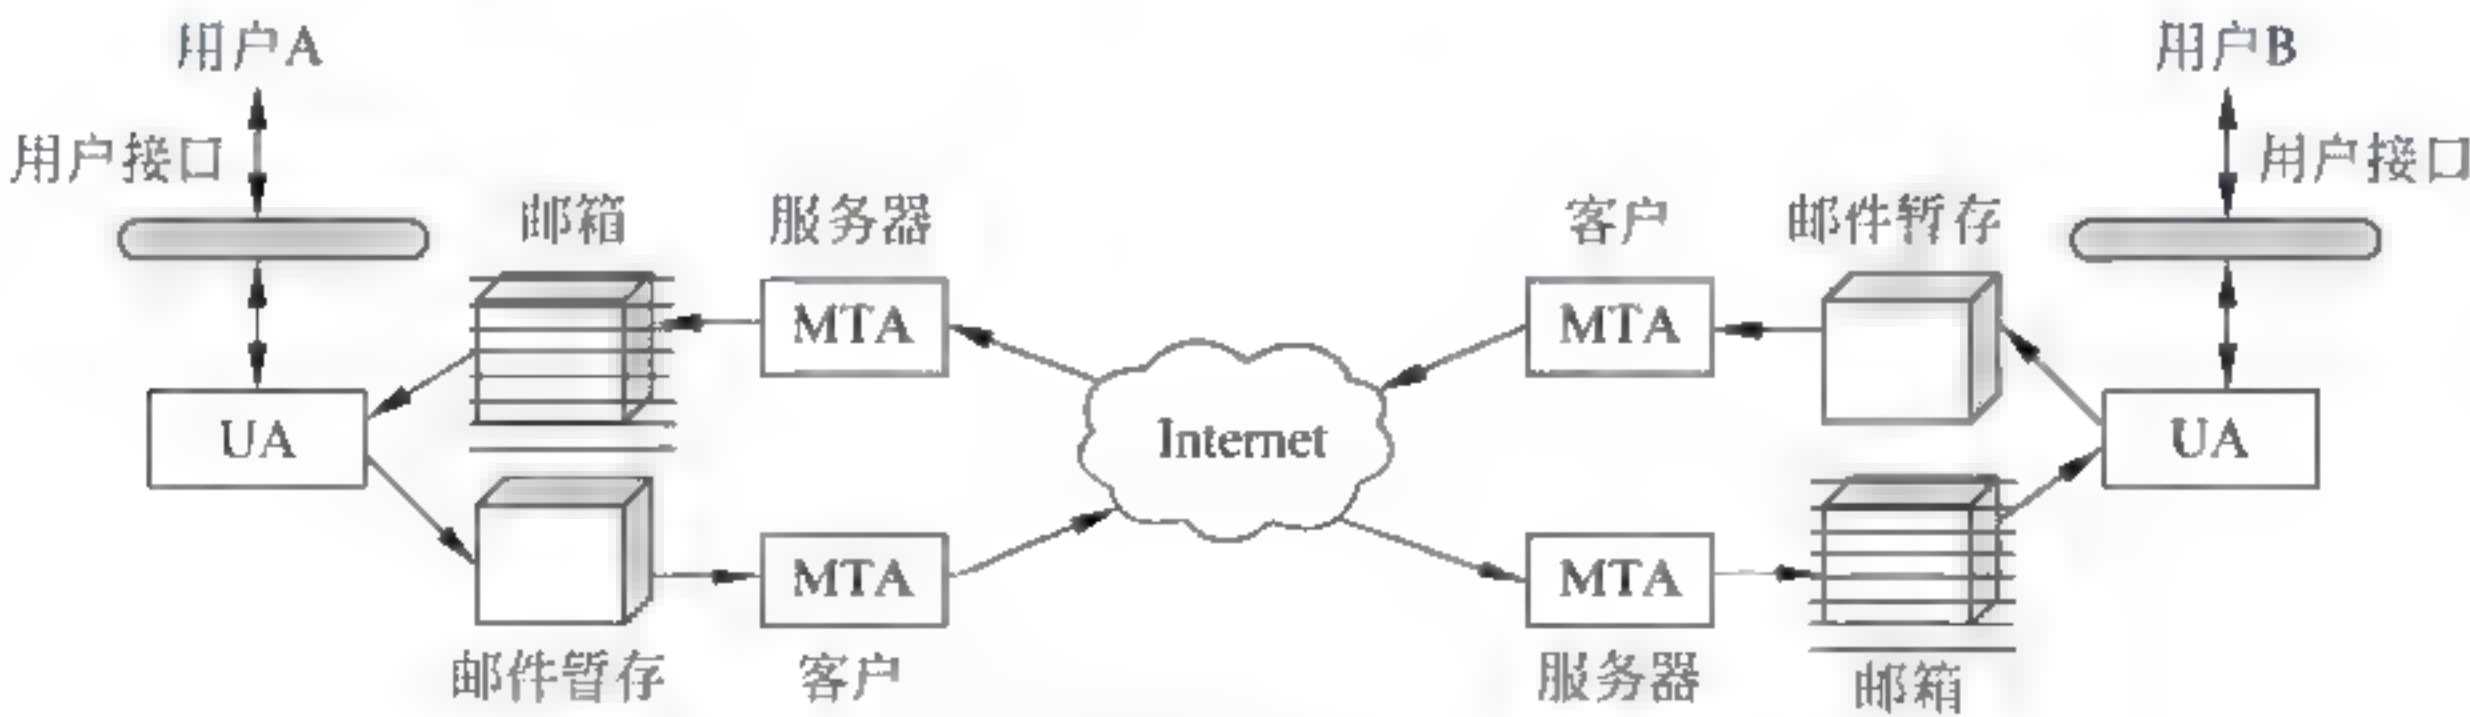 用户A
用户B
用户接口
用户接口
邮箱
服务器
客户
邮件暂存
MTA
MTA
UA
Internet
UA
MTA
MTA
邮件暂存
客户
服务器
邮箱